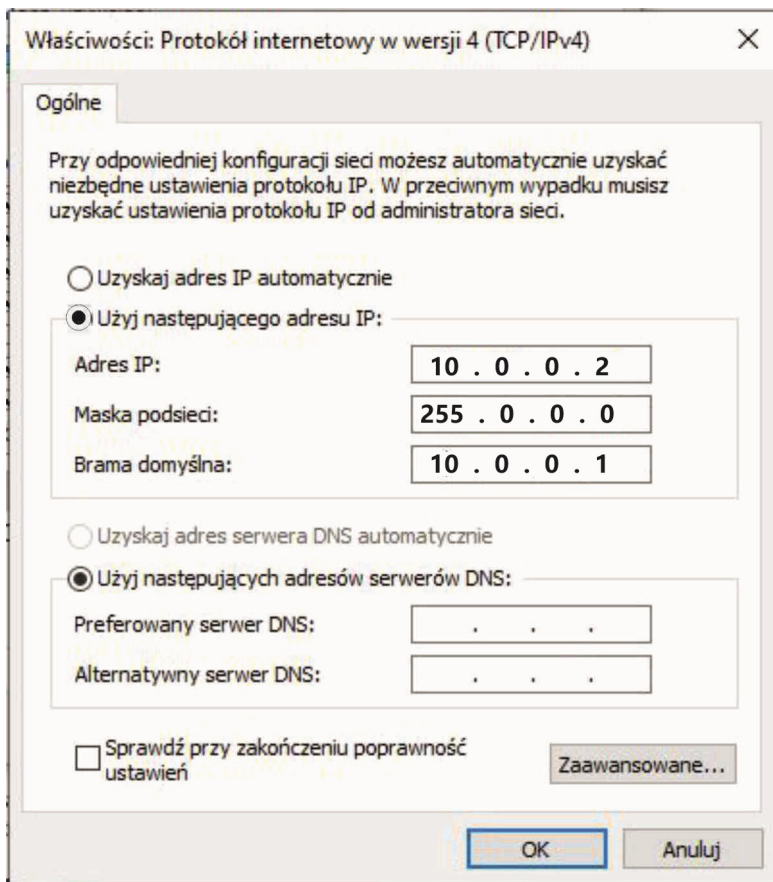 Właściwości: Protokół internetowy w wersji 4 (TCP/IPv4)
Ogólne
Przy odpowiedniej konfiguracji sieci możesz automatycznie uzyskać
niezbędne ustawienia protokołu IP. W przeciwnym wypadku musisz
uzyskać ustawienia protokołu IP od administratora sieci.
Uzyskaj adres IP automatycznie
Użyj następującego adresu IP:
Adres IP: 10 . 0 . 0 . 2
Maska podsieci: 255 . 0 . 0 . 0
Brama domyślna: 10 . 0 . 0 . 1
Uzyskaj adres serwera DNS automatycznie
Użyj następujących adresów serwerów DNS:
Preferowany serwer DNS: . . .
Alternatywny serwer DNS: . . .
Sprawdź przy zakończeniu poprawność
ustawień
Zaawansowane...
OK Anuluj